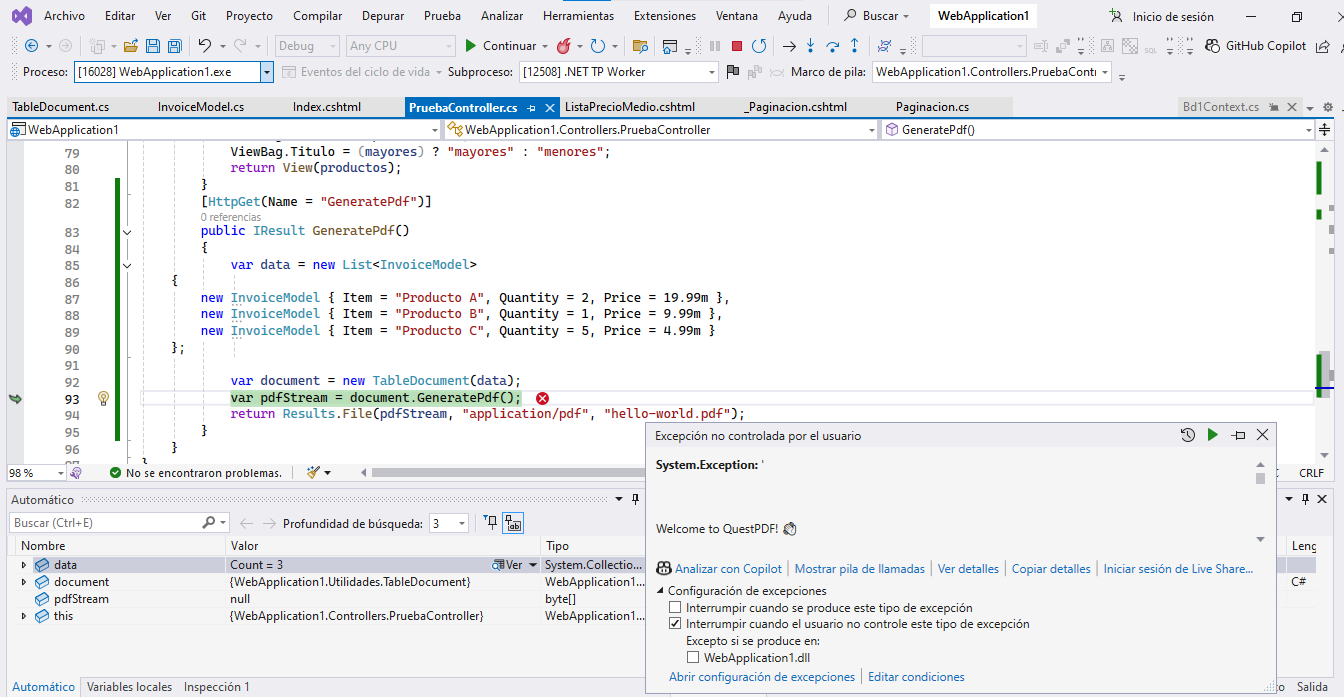 Archivo Editar Ver Git Proyecto Compilar Depurar Prueba Analizar Herramientas Extensiones Ventana Ayuda Buscar WebApplication1 Inicio de sesión
Debug Any CPU Continuar SQL GitHub Copilot
Proceso: [16028] WebApplication1.exe Eventos del ciclo de vida Subproceso: [12508] .NET TP Worker Marco de pila: WebApplication1.Controllers.PruebaContr
TableDocument.cs InvoiceModel.cs Index.cshtml PruebaController.cs ListaPrecioMedio.cshtml _Paginacion.cshtml Paginacion.cs Bd1Context.cs
WebApplication1 WebApplication1.Controllers.PruebaController GeneratePdf()
79 ViewBag.Titulo = (mayores) ? "mayores" : "menores";
80 return View(productos);
81 }
82 [HttpGet(Name = "GeneratePdf")]
0 referencias
83 public IResult GeneratePdf()
84 {
85 var data = new List<InvoiceModel>
86 {
87 new InvoiceModel { Item = "Producto A", Quantity = 2, Price = 19.99m },
88 new InvoiceModel { Item = "Producto B", Quantity = 1, Price = 9.99m },
89 new InvoiceModel { Item = "Producto C", Quantity = 5, Price = 4.99m }
90 };
91
92 var document = new TableDocument(data);
93 var pdfStream = document.GeneratePdf();
94 return Results.File(pdfStream, "application/pdf", "hello-world.pdf");
95 }
96 }
98 % No se encontraron problemas. CRLF
Excepción no controlada por el usuario
System.Exception: '
Welcome to QuestPDF!
Analizar con Copilot Mostrar pila de llamadas Ver detalles Copiar detalles Iniciar sesión de Live Share...
Configuración de excepciones
Interrumpir cuando se produce este tipo de excepción
Interrumpir cuando el usuario no controle este tipo de excepción
Excepto si se produce en:
WebApplication1.dll
Abrir configuración de excepciones Editar condiciones
Automático
Buscar (Ctrl+E) Profundidad de búsqueda: 3
Nombre Valor Tipo
data Count = 3 Ver System.Collectio...
document {WebApplication1.Utilidades.TableDocument} WebApplication1...
pdfStream null byte[]
this {WebApplication1.Controllers.PruebaController} WebApplication1...
Leng
C#
Automático Variables locales Inspección 1 Salida